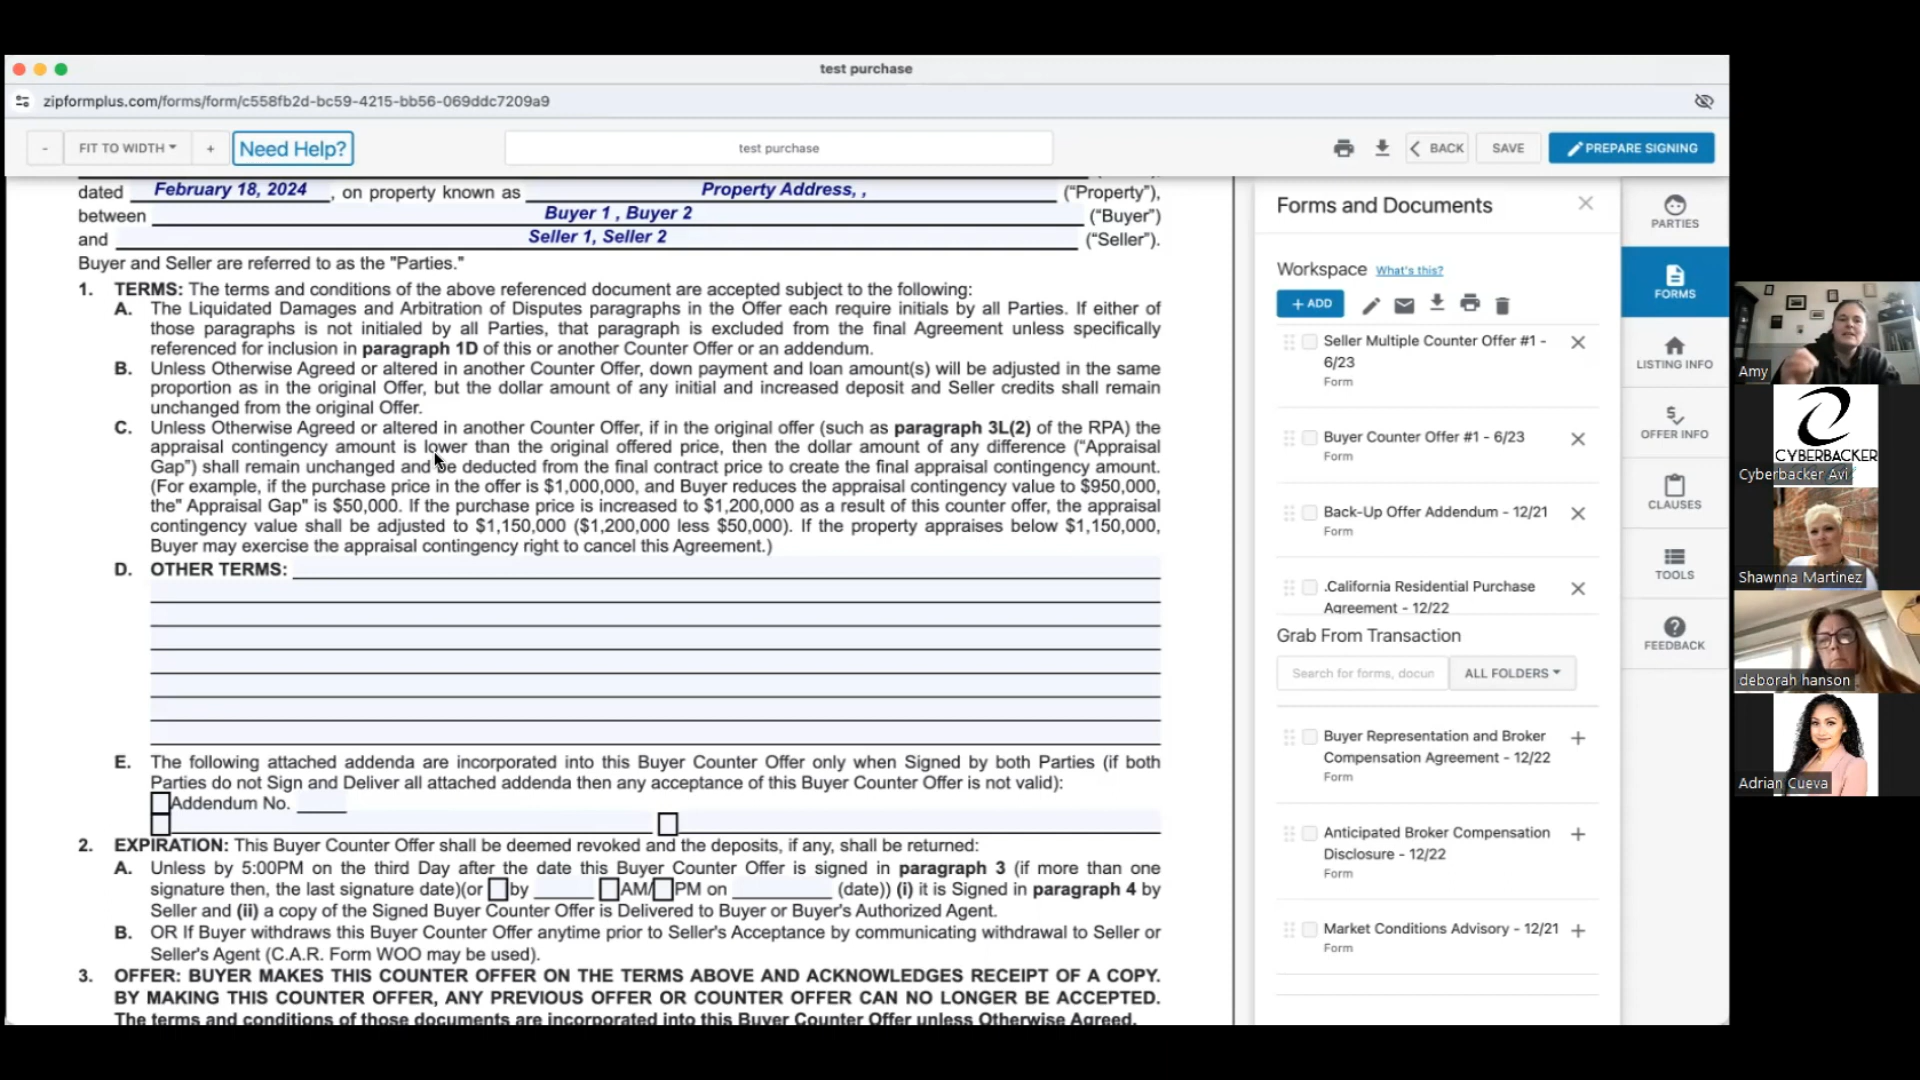 test purchase
zipformplus.com/forms/form/c558fb2d-bc59-4215-bb56-069ddc7209a9
- FIT TO WIDTH + Need Help? test purchase BACK SAVE PREPARE SIGNING
dated February 18, 2024, on property known as Property Address, , (“Property”),
between Buyer 1 , Buyer 2 (“Buyer”)
and Seller 1, Seller 2 (“Seller”).
Buyer and Seller are referred to as the "Parties."
1. TERMS: The terms and conditions of the above referenced document are accepted subject to the following:
A. The Liquidated Damages and Arbitration of Disputes paragraphs in the Offer each require initials by all Parties. If either of
those paragraphs is not initialed by all Parties, that paragraph is excluded from the final Agreement unless specifically
referenced for inclusion in paragraph 1D of this or another Counter Offer or an addendum.
B. Unless Otherwise Agreed or altered in another Counter Offer, down payment and loan amount(s) will be adjusted in the same
proportion as in the original Offer, but the dollar amount of any initial and increased deposit and Seller credits shall remain
unchanged from the original Offer.
C. Unless Otherwise Agreed or altered in another Counter Offer, if in the original offer (such as paragraph 3L(2) of the RPA) the
appraisal contingency amount is lower than the original offered price, then the dollar amount of any difference (“Appraisal
Gap”) shall remain unchanged and be deducted from the final contract price to create the final appraisal contingency amount.
(For example, if the purchase price in the offer is $1,000,000, and Buyer reduces the appraisal contingency value to $950,000,
the" Appraisal Gap" is $50,000. If the purchase price is increased to $1,200,000 as a result of this counter offer, the appraisal
contingency value shall be adjusted to $1,150,000 ($1,200,000 less $50,000). If the property appraises below $1,150,000,
Buyer may exercise the appraisal contingency right to cancel this Agreement.)
D. OTHER TERMS:
E. The following attached addenda are incorporated into this Buyer Counter Offer only when Signed by both Parties (if both
Parties do not Sign and Deliver all attached addenda then any acceptance of this Buyer Counter Offer is not valid):
Addendum No.
2. EXPIRATION: This Buyer Counter Offer shall be deemed revoked and the deposits, if any, shall be returned:
A. Unless by 5:00PM on the third Day after the date this Buyer Counter Offer is signed in paragraph 3 (if more than one
signature then, the last signature date)(or by AM/ PM on (date)) (i) it is Signed in paragraph 4 by
Seller and (ii) a copy of the Signed Buyer Counter Offer is Delivered to Buyer or Buyer's Authorized Agent.
B. OR If Buyer withdraws this Buyer Counter Offer anytime prior to Seller's Acceptance by communicating withdrawal to Seller or
Seller's Agent (C.A.R. Form WOO may be used).
3. OFFER: BUYER MAKES THIS COUNTER OFFER ON THE TERMS ABOVE AND ACKNOWLEDGES RECEIPT OF A COPY.
BY MAKING THIS COUNTER OFFER, ANY PREVIOUS OFFER OR COUNTER OFFER CAN NO LONGER BE ACCEPTED.
The terms and conditions of those documents are incorporated into this Buyer Counter Offer unless Otherwise Agreed.
Forms and Documents
Workspace What's this?
+ ADD
Seller Multiple Counter Offer #1 -
6/23
Form
Buyer Counter Offer #1 - 6/23
Form
Back-Up Offer Addendum - 12/21
Form
.California Residential Purchase
Agreement - 12/22
Grab From Transaction
Search for forms, docun ALL FOLDERS
Buyer Representation and Broker
Compensation Agreement - 12/22
Form
Anticipated Broker Compensation
Disclosure - 12/22
Form
Market Conditions Advisory - 12/21
Form
PARTIES
FORMS
LISTING INFO
OFFER INFO
CLAUSES
TOOLS
FEEDBACK
Amy
CYBERBACKER
Cyberbacker Avi
Shawnna Martinez
deborah hanson
Adrian Cueva